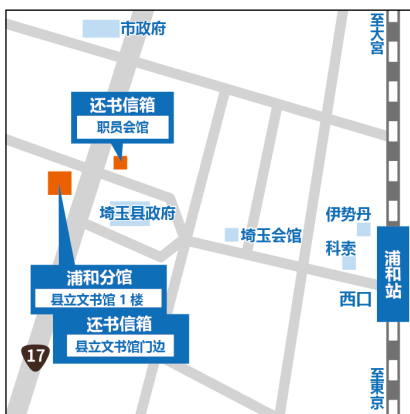 市政府
至大宮
还书信箱
职员会馆
埼玉县政府
伊势丹
埼玉会馆
科索
浦和站
西口
浦和分馆
县立文书馆 1 楼
还书信箱
县立文书馆门边
17
至東京